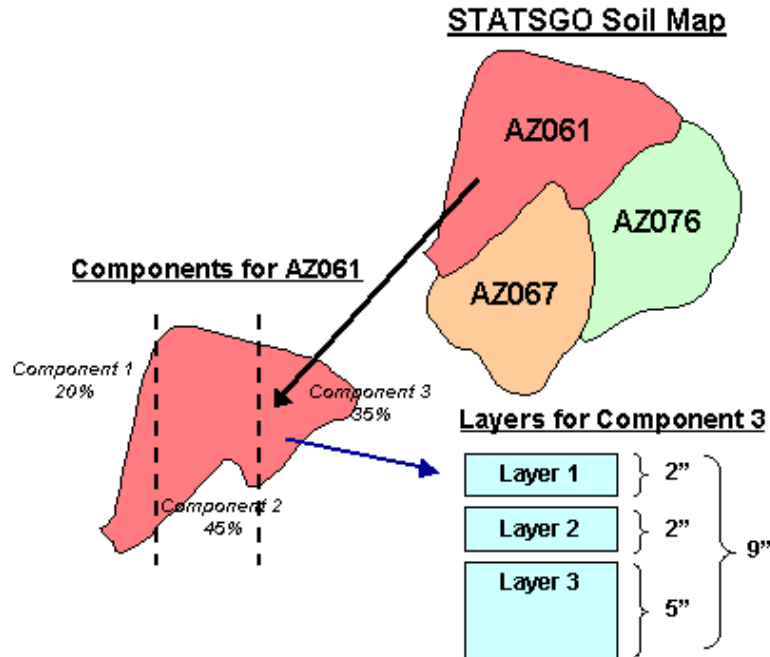 STATSGO Soil Map
AZ061
AZ076
AZ067
Components for AZ061
Component 1
20%
Component 3
35%
Component 2
45%
Layers for Component 3
Layer 1
2”
Layer 2
2”
9”
Layer 3
5”